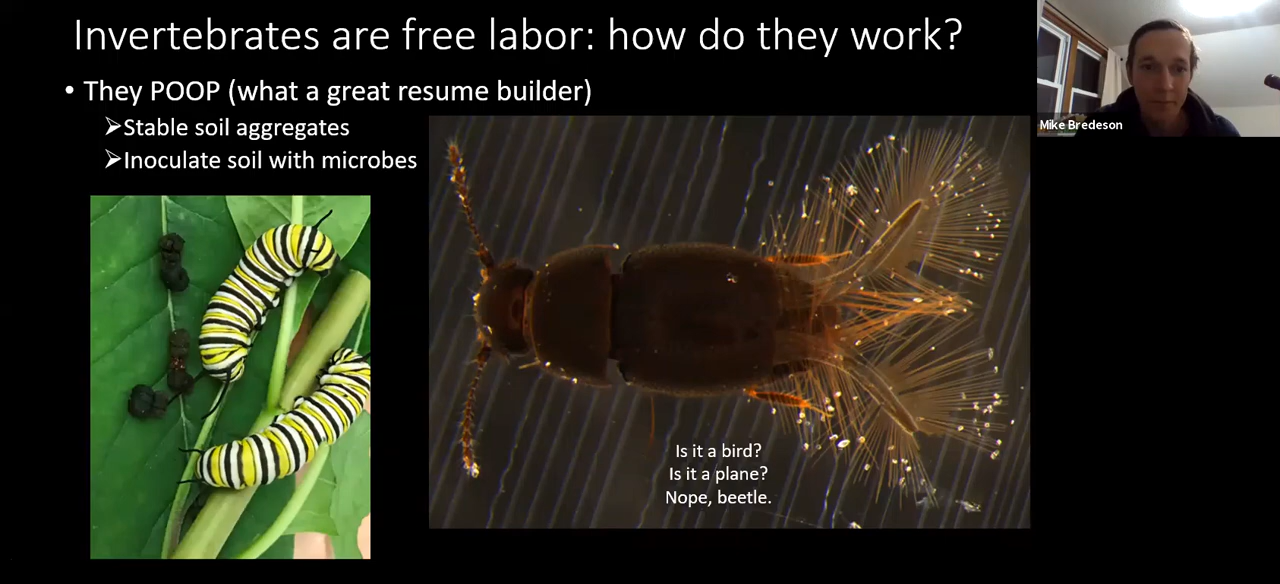 Invertebrates are free labor: how do they work?
• They POOP (what a great resume builder)
➢Stable soil aggregates
➢Inoculate soil with microbes
Is it a bird?
Is it a plane?
Nope, beetle.
Mike Bredeson